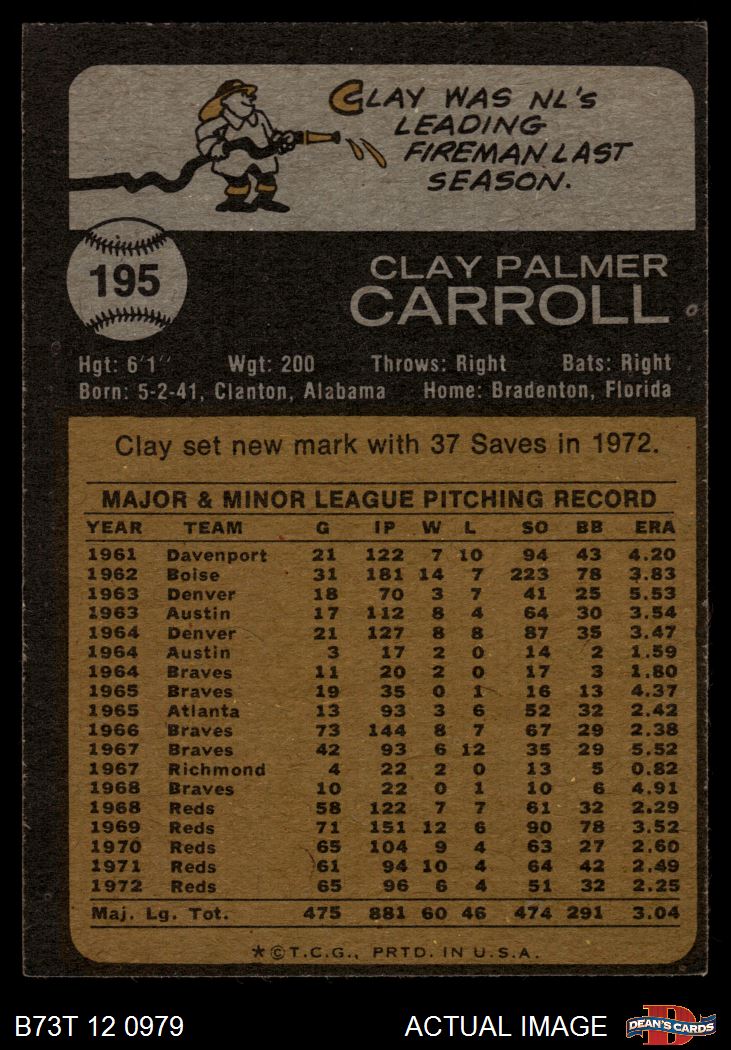 CLAY WAS NL'S
LEADING
FIREMAN LAST
SEASON.
195
CLAY PALMER
CARROLL
Hgt: 6'1" Wgt: 200 Throws: Right Bats: Right
Born: 5-2-41, Clanton, Alabama Home: Bradenton, Florida
Clay set new mark with 37 Saves in 1972.
MAJOR & MINOR LEAGUE PITCHING RECORD
YEAR TEAM G IP W L SO BB ERA
1961 Davenport 21 122 7 10 94 43 4.20
1962 Boise 31 181 14 7 223 78 3.83
1963 Denver 18 70 3 7 41 25 5.53
1963 Austin 17 112 8 4 64 30 3.54
1964 Denver 21 127 8 8 87 35 3.47
1964 Austin 3 17 2 0 14 2 1.59
1964 Braves 11 20 2 0 17 3 1.80
1965 Braves 19 35 0 1 16 13 4.37
1965 Atlanta 13 93 3 6 52 32 2.42
1966 Braves 73 144 8 7 67 29 2.38
1967 Braves 42 93 6 12 35 29 5.52
1967 Richmond 4 22 2 0 13 5 0.82
1968 Braves 10 22 0 1 10 6 4.91
1968 Reds 58 122 7 7 61 32 2.29
1969 Reds 71 151 12 6 90 78 3.52
1970 Reds 65 104 9 4 63 27 2.60
1971 Reds 61 94 10 4 64 42 2.49
1972 Reds 65 96 6 4 51 32 2.25
Maj. Lg. Tot. 475 881 60 46 474 291 3.04
*©T.C.G., PRTD. IN U.S.A.
B73T 12 0979 ACTUAL IMAGE DEAN'S CARDS